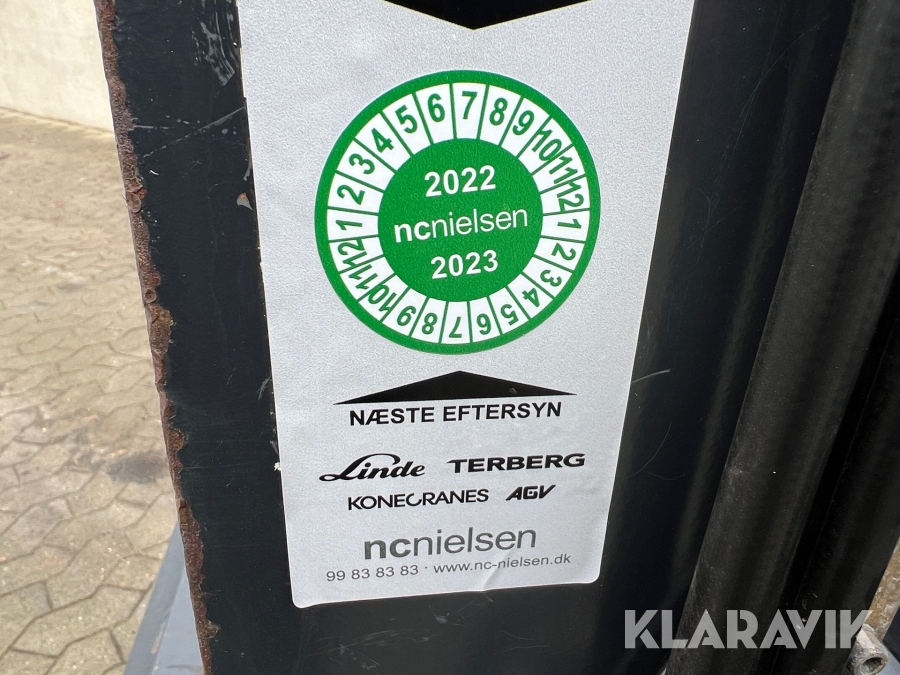 1 2 3 4 5 6 7 8 9 10 11 12
2022
ncnielsen
2023
1 2 3 4 5 6 7 8 9 10 11 12
NÆSTE EFTERSYN
Linde TERBERG
KONECRANES AGV
ncnielsen
99 83 83 83 · www.nc-nielsen.dk
KLARAVIK